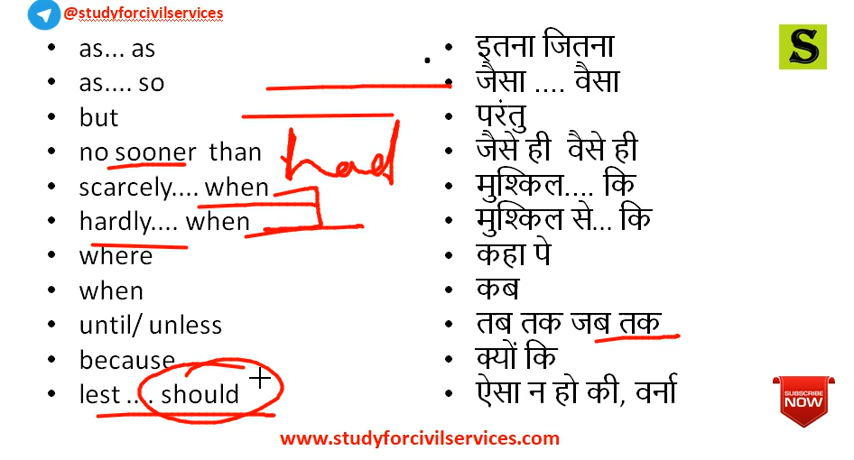 @studyforcivilservices
as... as
as.... so
but
no sooner than
scarcely.... when
hardly.... when
where
when
until/ unless
because
lest .... should
had
इतना जितना
जैसा .... वैसा
परंतु
जैसे ही वैसे ही
मुश्किल.... कि
मुश्किल से... कि
कहा पे
कब
तब तक जब तक
क्यों कि
ऐसा न हो की, वर्ना
S
SUBSCRIBE
NOW
www.studyforcivilservices.com